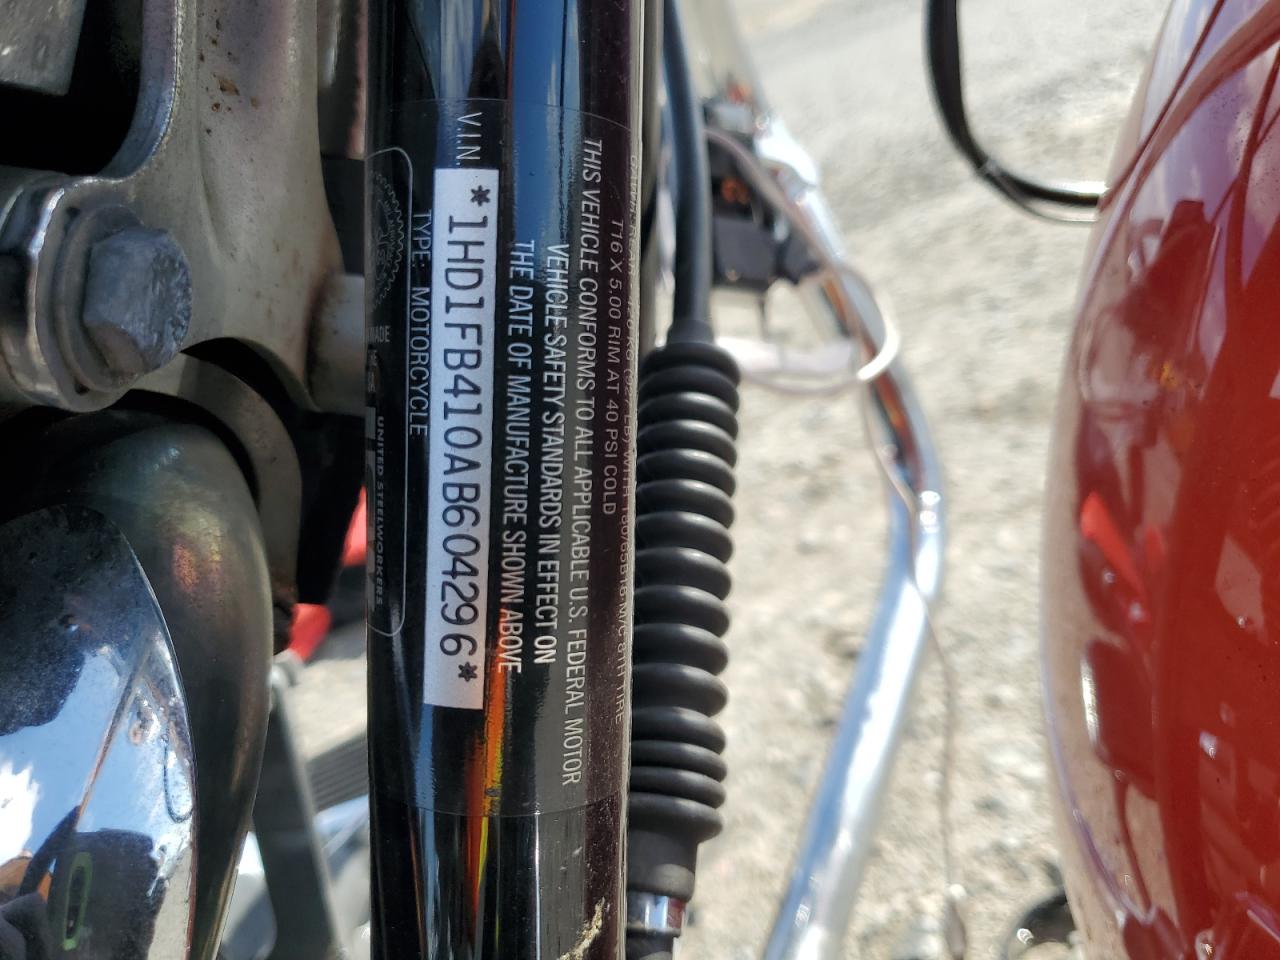 T16 X 5.00 RIM AT 40 PSI COLD
THIS VEHICLE CONFORMS TO ALL APPLICABLE U.S. FEDERAL MOTOR
VEHICLE SAFETY STANDARDS IN EFFECT ON
THE DATE OF MANUFACTURE SHOWN ABOVE
V.I.N. *1HD1FB410AB604296*
TYPE: MOTORCYCLE
MADE
UNITED STEELWORKERS